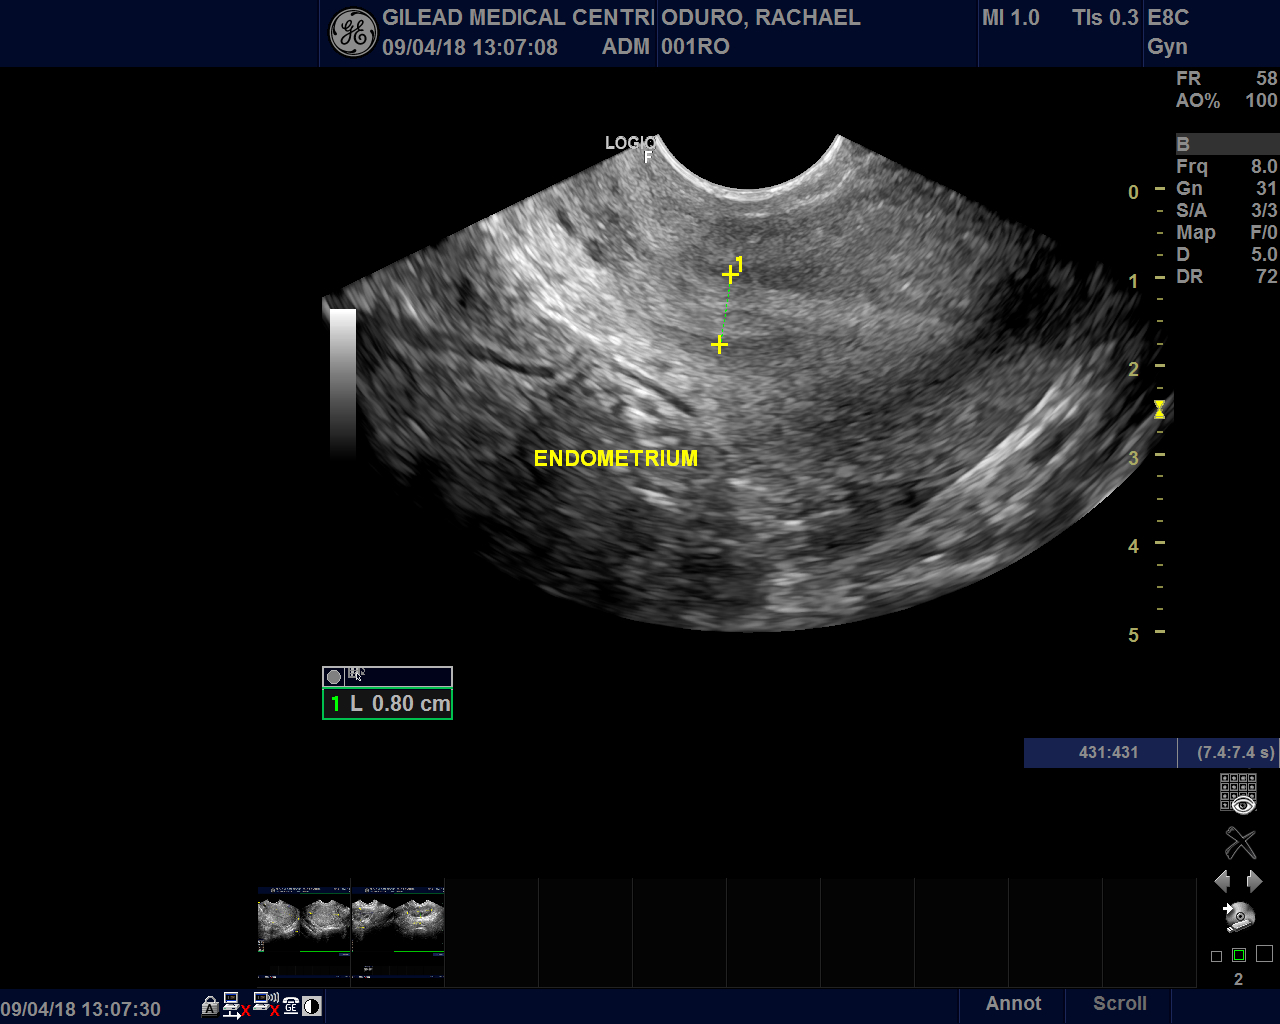 GILEAD MEDICAL CENTRI
ODURO, RACHAEL
MI 1.0
TIs 0.3
E8C
09/04/18 13:07:08
ADM
001RO
Gyn
FR 58
AO% 100
B
Frq 8.0
Gn 31
S/A 3/3
Map F/0
D 5.0
DR 72
LOGIQ
F
0
1
1
2
3
4
5
ENDOMETRIUM
1 L 0.80 cm
431:431
(7.4:7.4 s)
2
09/04/18 13:07:30
Annot
Scroll